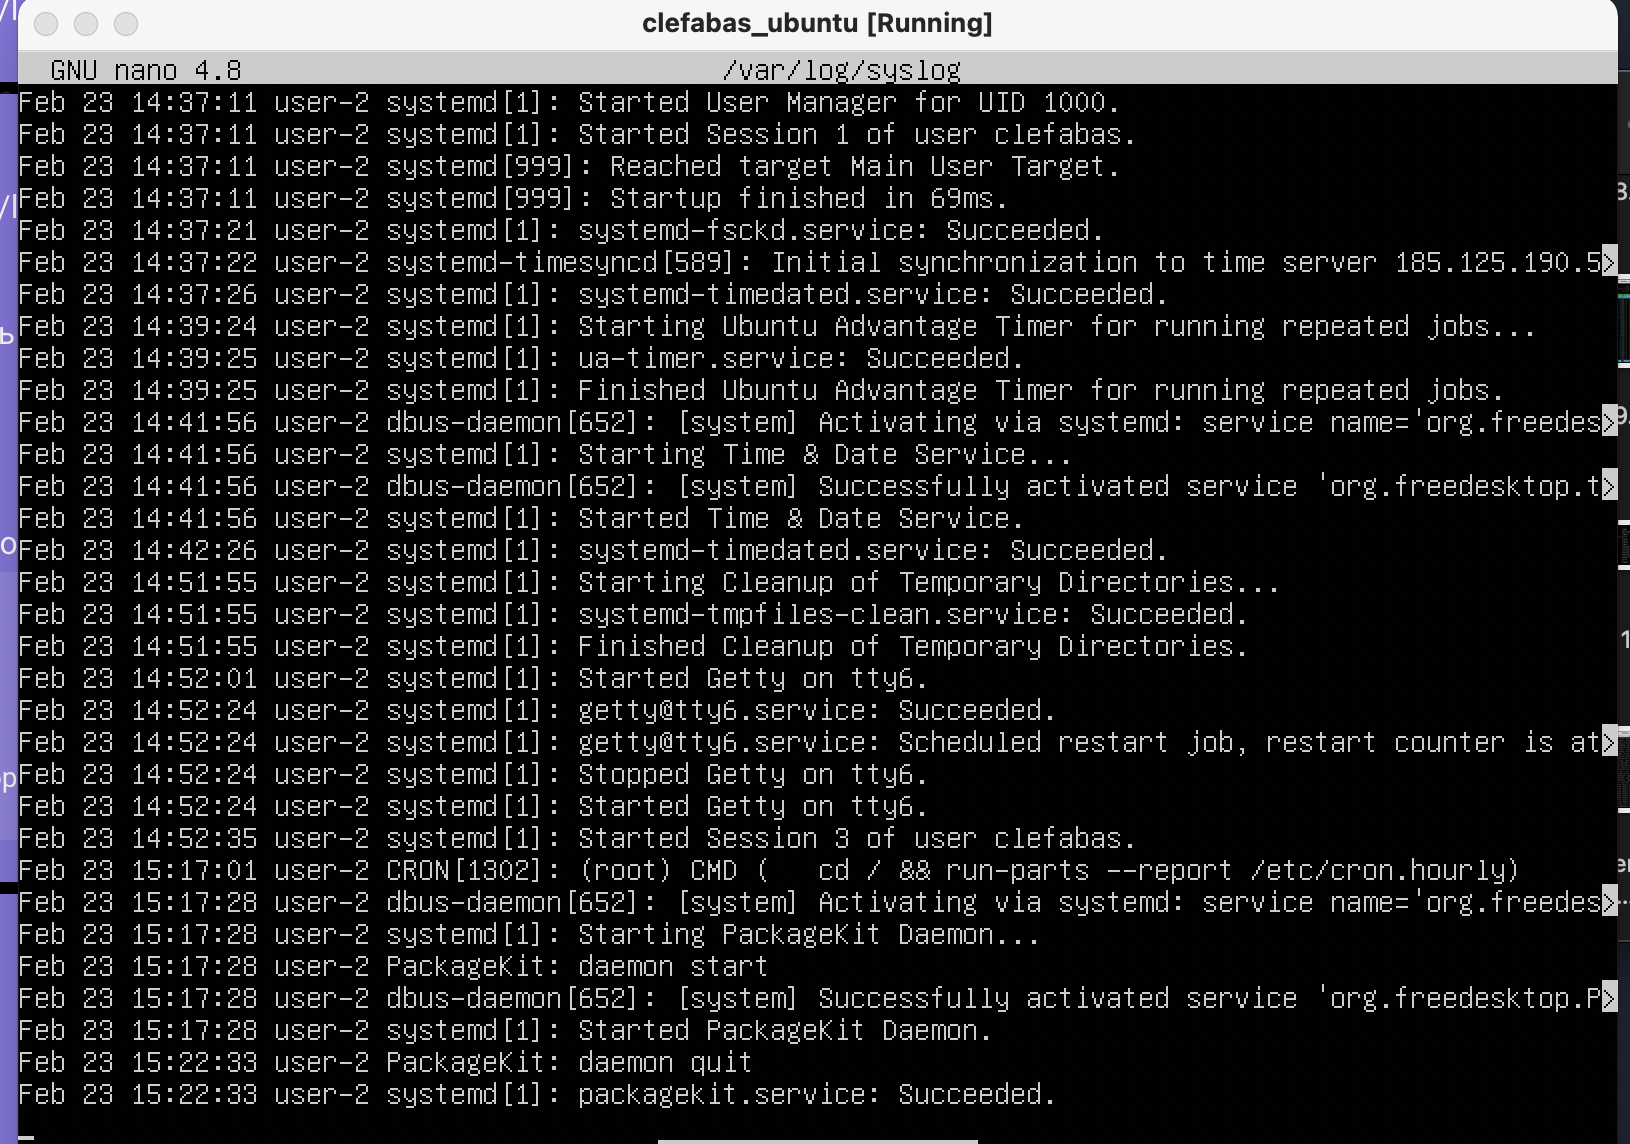 clefabas_ubuntu [Running]
GNU nano 4.8 /var/log/syslog
Feb 23 14:37:11 user-2 systemd[1]: Started User Manager for UID 1000.
Feb 23 14:37:11 user-2 systemd[1]: Started Session 1 of user clefabas.
Feb 23 14:37:11 user-2 systemd[999]: Reached target Main User Target.
Feb 23 14:37:11 user-2 systemd[999]: Startup finished in 69ms.
Feb 23 14:37:21 user-2 systemd[1]: systemd-fsckd.service: Succeeded.
Feb 23 14:37:22 user-2 systemd-timesyncd[589]: Initial synchronization to time server 185.125.190.5>
Feb 23 14:37:26 user-2 systemd[1]: systemd-timedated.service: Succeeded.
Feb 23 14:39:24 user-2 systemd[1]: Starting Ubuntu Advantage Timer for running repeated jobs...
Feb 23 14:39:25 user-2 systemd[1]: ua-timer.service: Succeeded.
Feb 23 14:39:25 user-2 systemd[1]: Finished Ubuntu Advantage Timer for running repeated jobs.
Feb 23 14:41:56 user-2 dbus-daemon[652]: [system] Activating via systemd: service name='org.freedes>
Feb 23 14:41:56 user-2 systemd[1]: Starting Time & Date Service...
Feb 23 14:41:56 user-2 dbus-daemon[652]: [system] Successfully activated service 'org.freedesktop.t>
Feb 23 14:41:56 user-2 systemd[1]: Started Time & Date Service.
Feb 23 14:42:26 user-2 systemd[1]: systemd-timedated.service: Succeeded.
Feb 23 14:51:55 user-2 systemd[1]: Starting Cleanup of Temporary Directories...
Feb 23 14:51:55 user-2 systemd[1]: systemd-tmpfiles-clean.service: Succeeded.
Feb 23 14:51:55 user-2 systemd[1]: Finished Cleanup of Temporary Directories.
Feb 23 14:52:01 user-2 systemd[1]: Started Getty on tty6.
Feb 23 14:52:24 user-2 systemd[1]: getty@tty6.service: Succeeded.
Feb 23 14:52:24 user-2 systemd[1]: getty@tty6.service: Scheduled restart job, restart counter is at>
Feb 23 14:52:24 user-2 systemd[1]: Stopped Getty on tty6.
Feb 23 14:52:24 user-2 systemd[1]: Started Getty on tty6.
Feb 23 14:52:35 user-2 systemd[1]: Started Session 3 of user clefabas.
Feb 23 15:17:01 user-2 CRON[1302]: (root) CMD (   cd / && run-parts --report /etc/cron.hourly)
Feb 23 15:17:28 user-2 dbus-daemon[652]: [system] Activating via systemd: service name='org.freedes>
Feb 23 15:17:28 user-2 systemd[1]: Starting PackageKit Daemon...
Feb 23 15:17:28 user-2 PackageKit: daemon start
Feb 23 15:17:28 user-2 dbus-daemon[652]: [system] Successfully activated service 'org.freedesktop.P>
Feb 23 15:17:28 user-2 systemd[1]: Started PackageKit Daemon.
Feb 23 15:22:33 user-2 PackageKit: daemon quit
Feb 23 15:22:33 user-2 systemd[1]: packagekit.service: Succeeded.